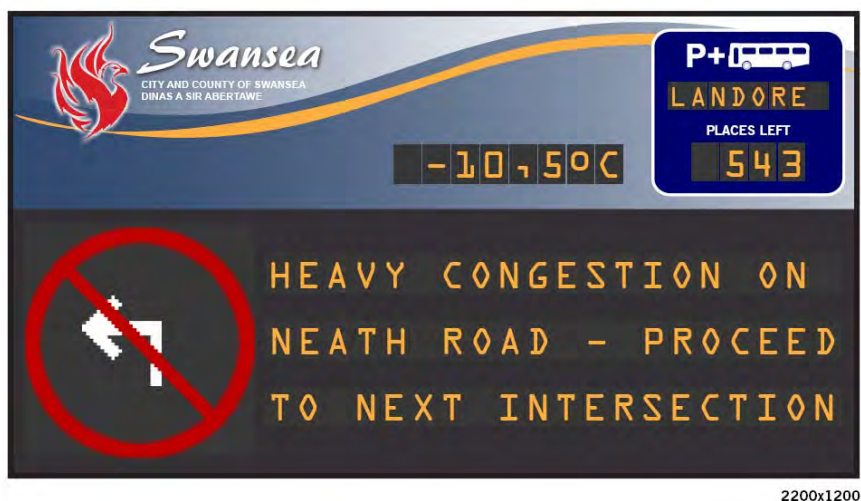 Swansea
CITY AND COUNTY OF SWANSEA
DINAS A SIR ABERTAWE
P+
LANDORE
PLACES LEFT
543
-10,5°C
HEAVY CONGESTION ON
NEATH ROAD - PROCEED
TO NEXT INTERSECTION
2200x1200